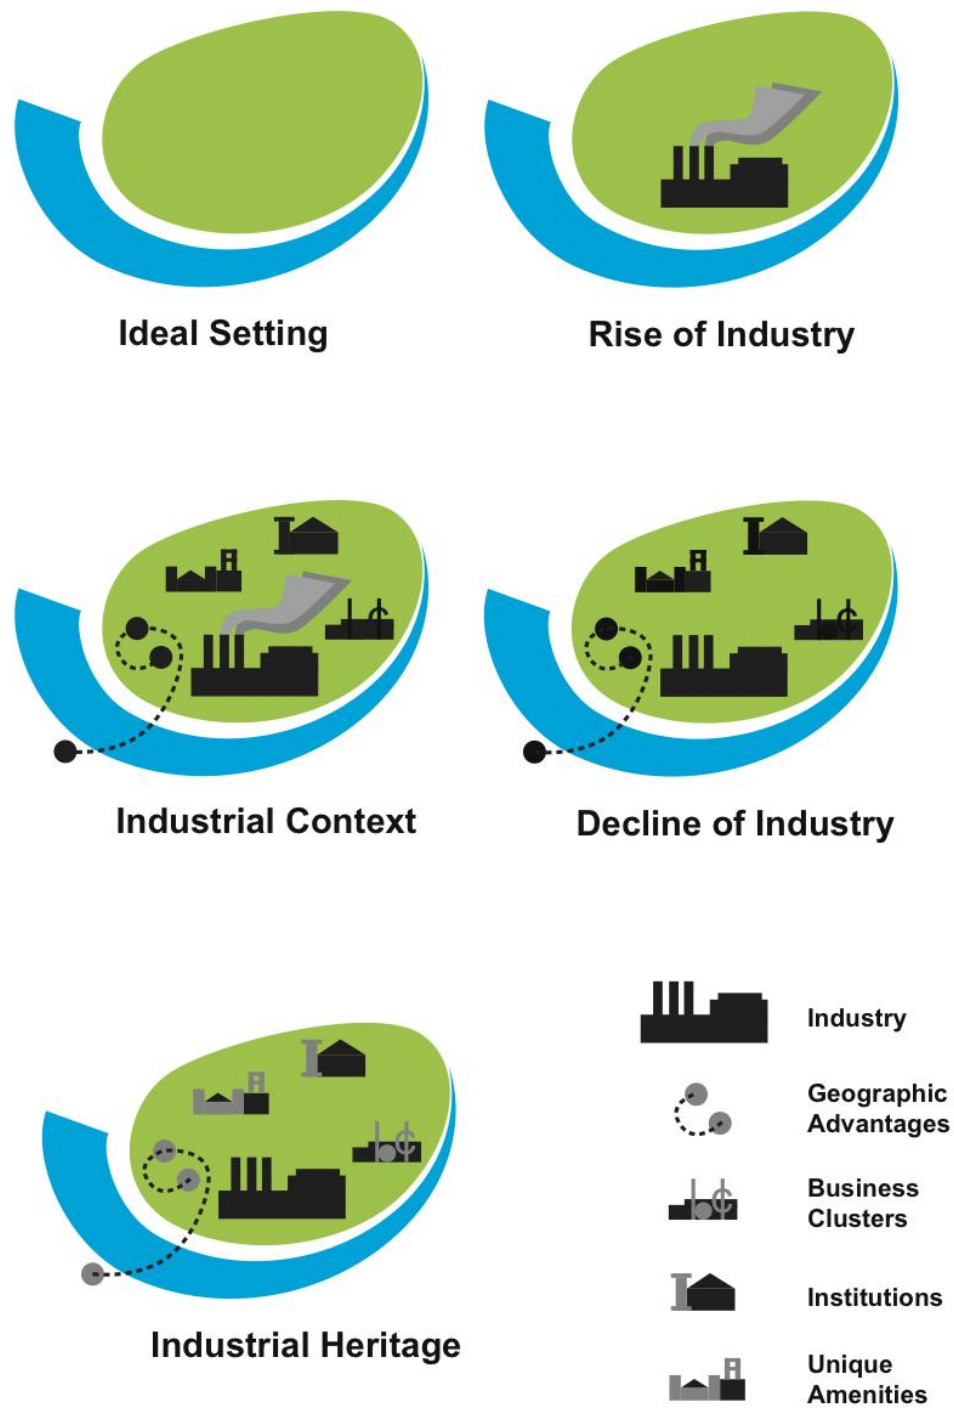 Ideal Setting
Rise of Industry
Industrial Context
Decline of Industry
Industrial Heritage
Industry
Geographic
Advantages
Business
Clusters
Institutions
Unique
Amenities